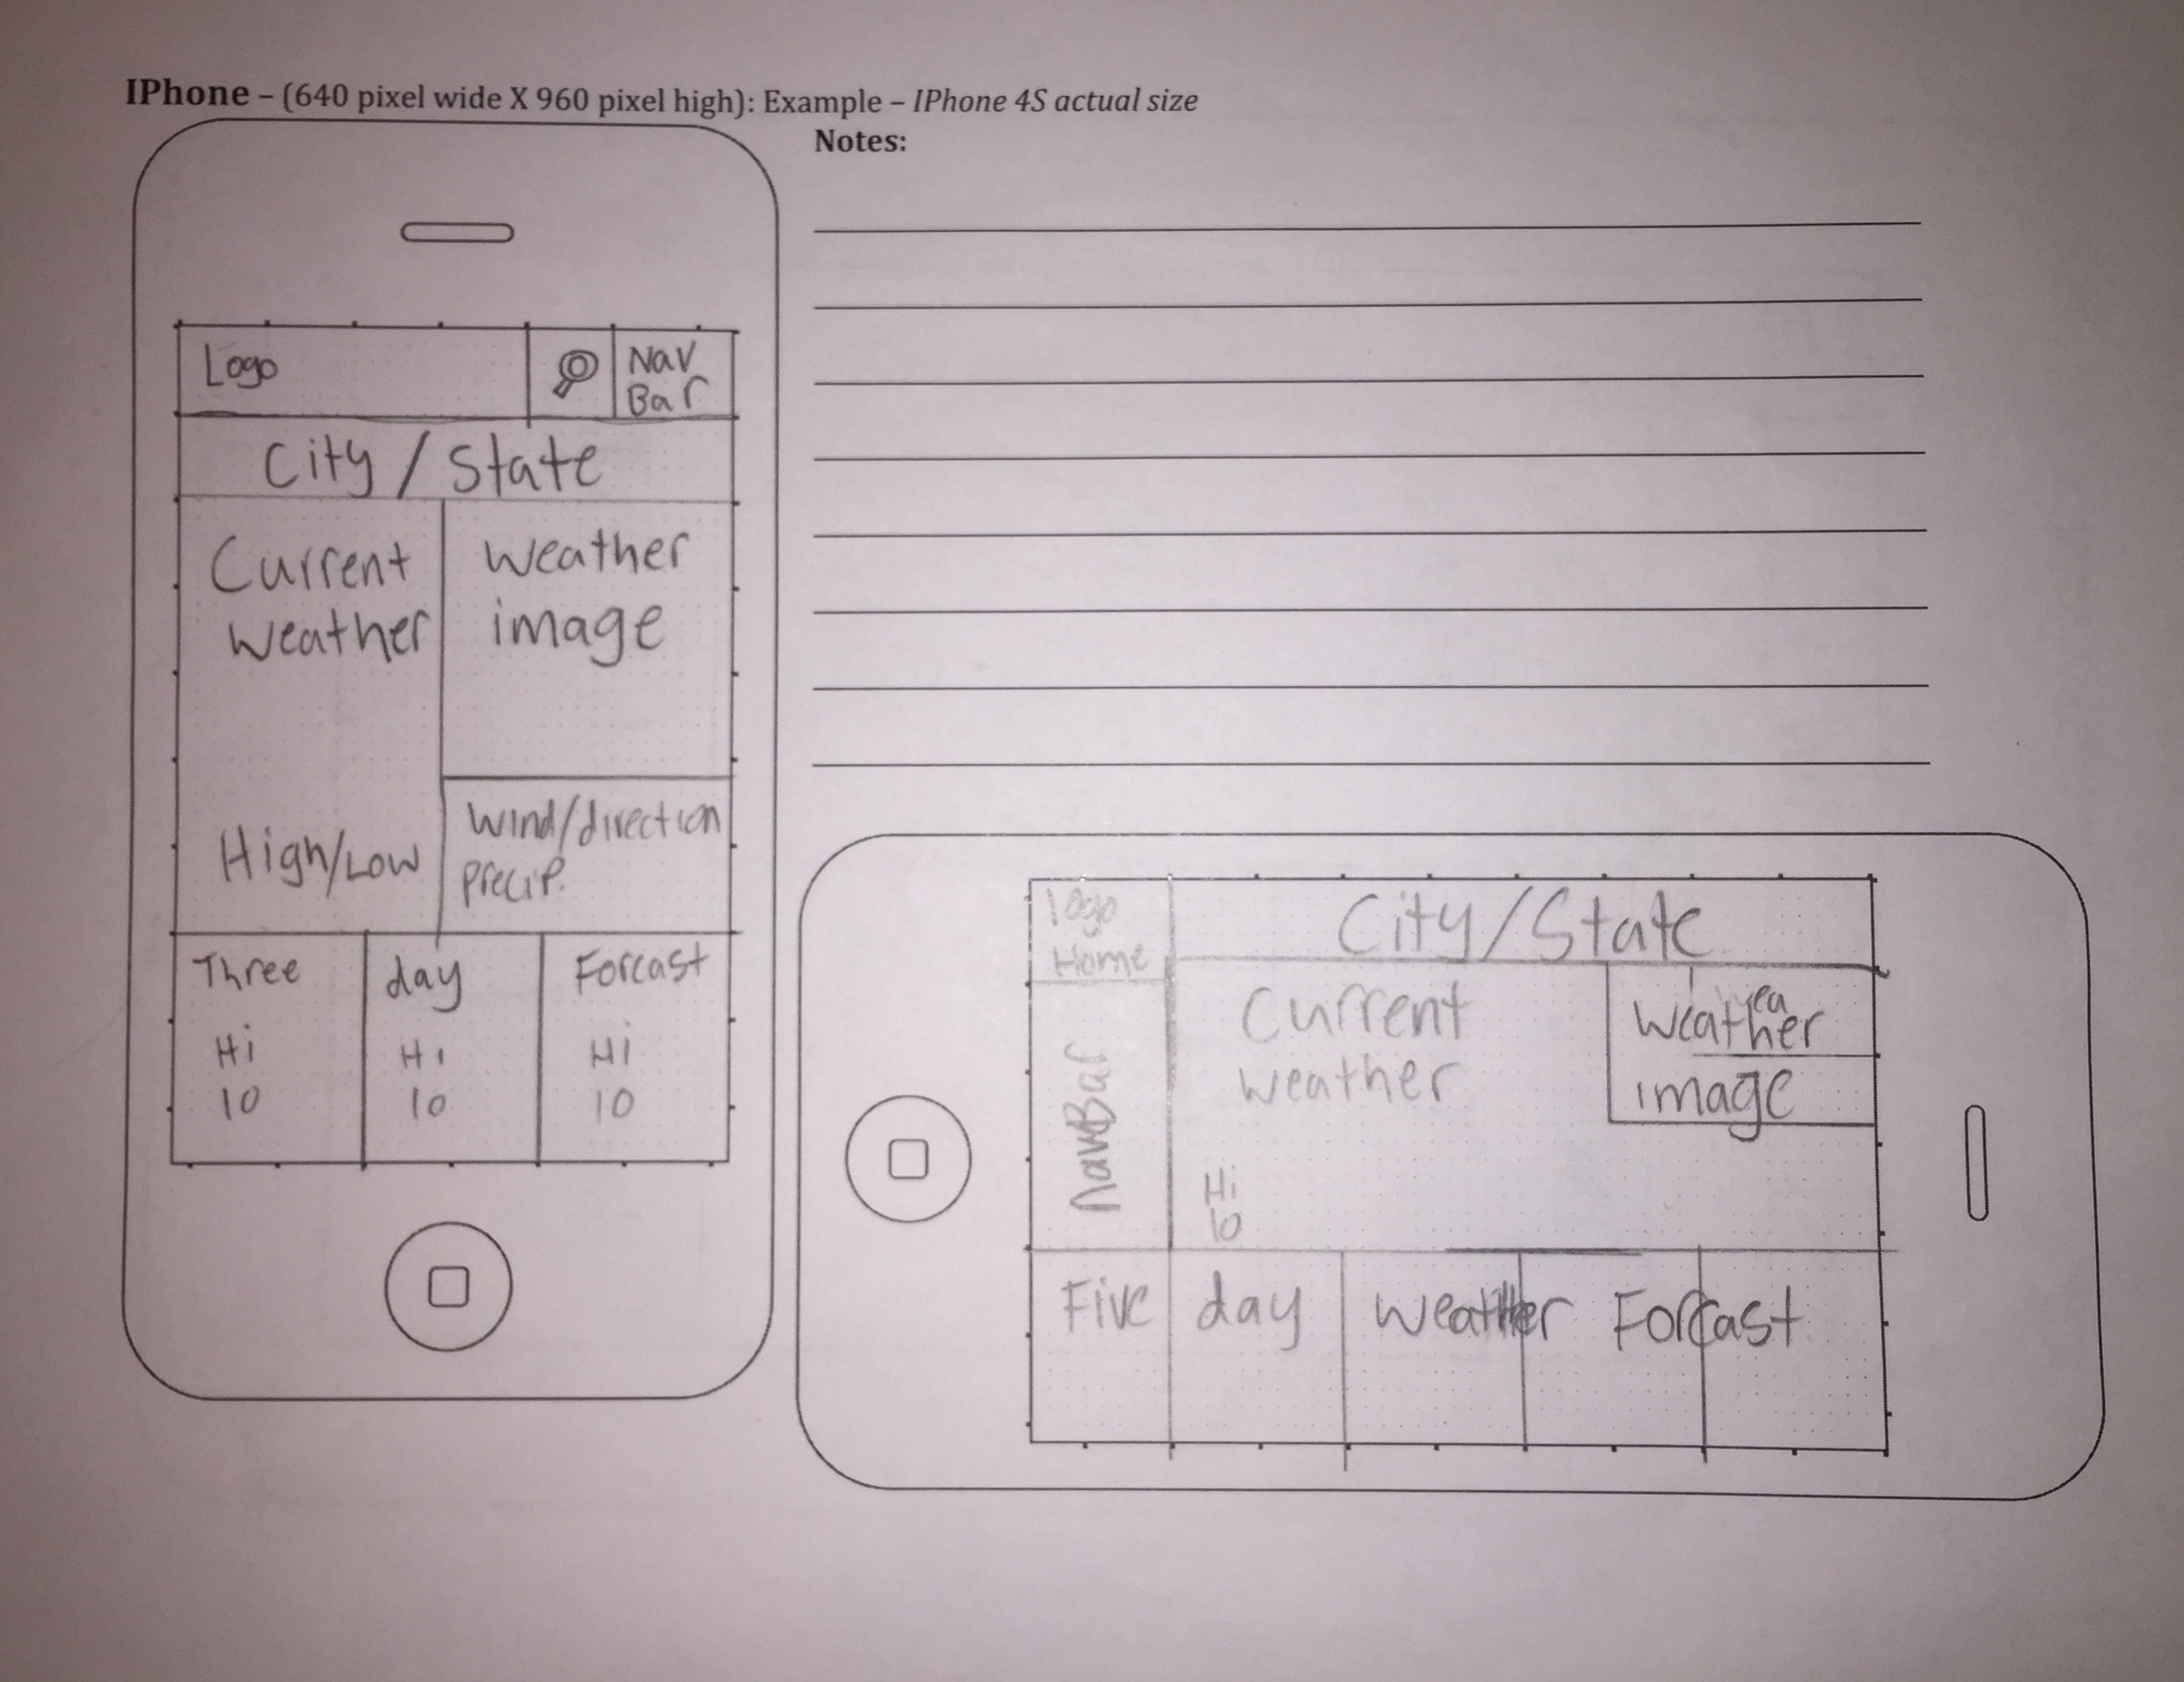 IPhone – (640 pixel wide X 960 pixel high): Example – IPhone 4S actual size
Notes:
Logo
Nav
Bar
City / State
Current
weather
High/Low
Weather
image
Wind/direction
Precip.
Three day Forcast
Hi Hi Hi
10 10 10
Logo
Home
City/State
NavBar
Current
weather
Hi
10
Weather
image
Five day weather Forcast